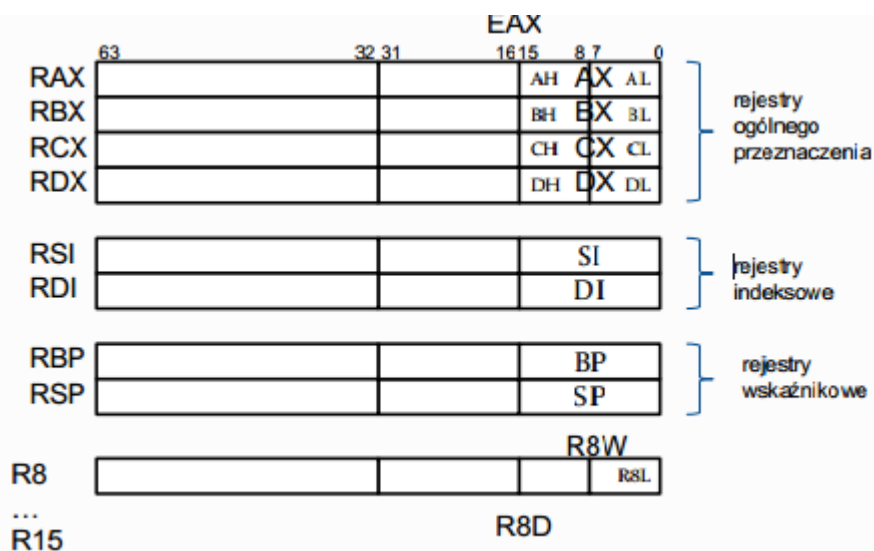 EAX
63 32 31 16 15 8 7 0
RAX AH AX AL
RBX BH BX BL
RCX CH CX CL
RDX DH DX DL
rejestry
ogólnego
przeznaczenia
RSI SI
RDI DI
rejestry
indeksowe
RBP BP
RSP SP
rejestry
wskaźnikowe
R8W
R8 R8L
...
R15
R8D